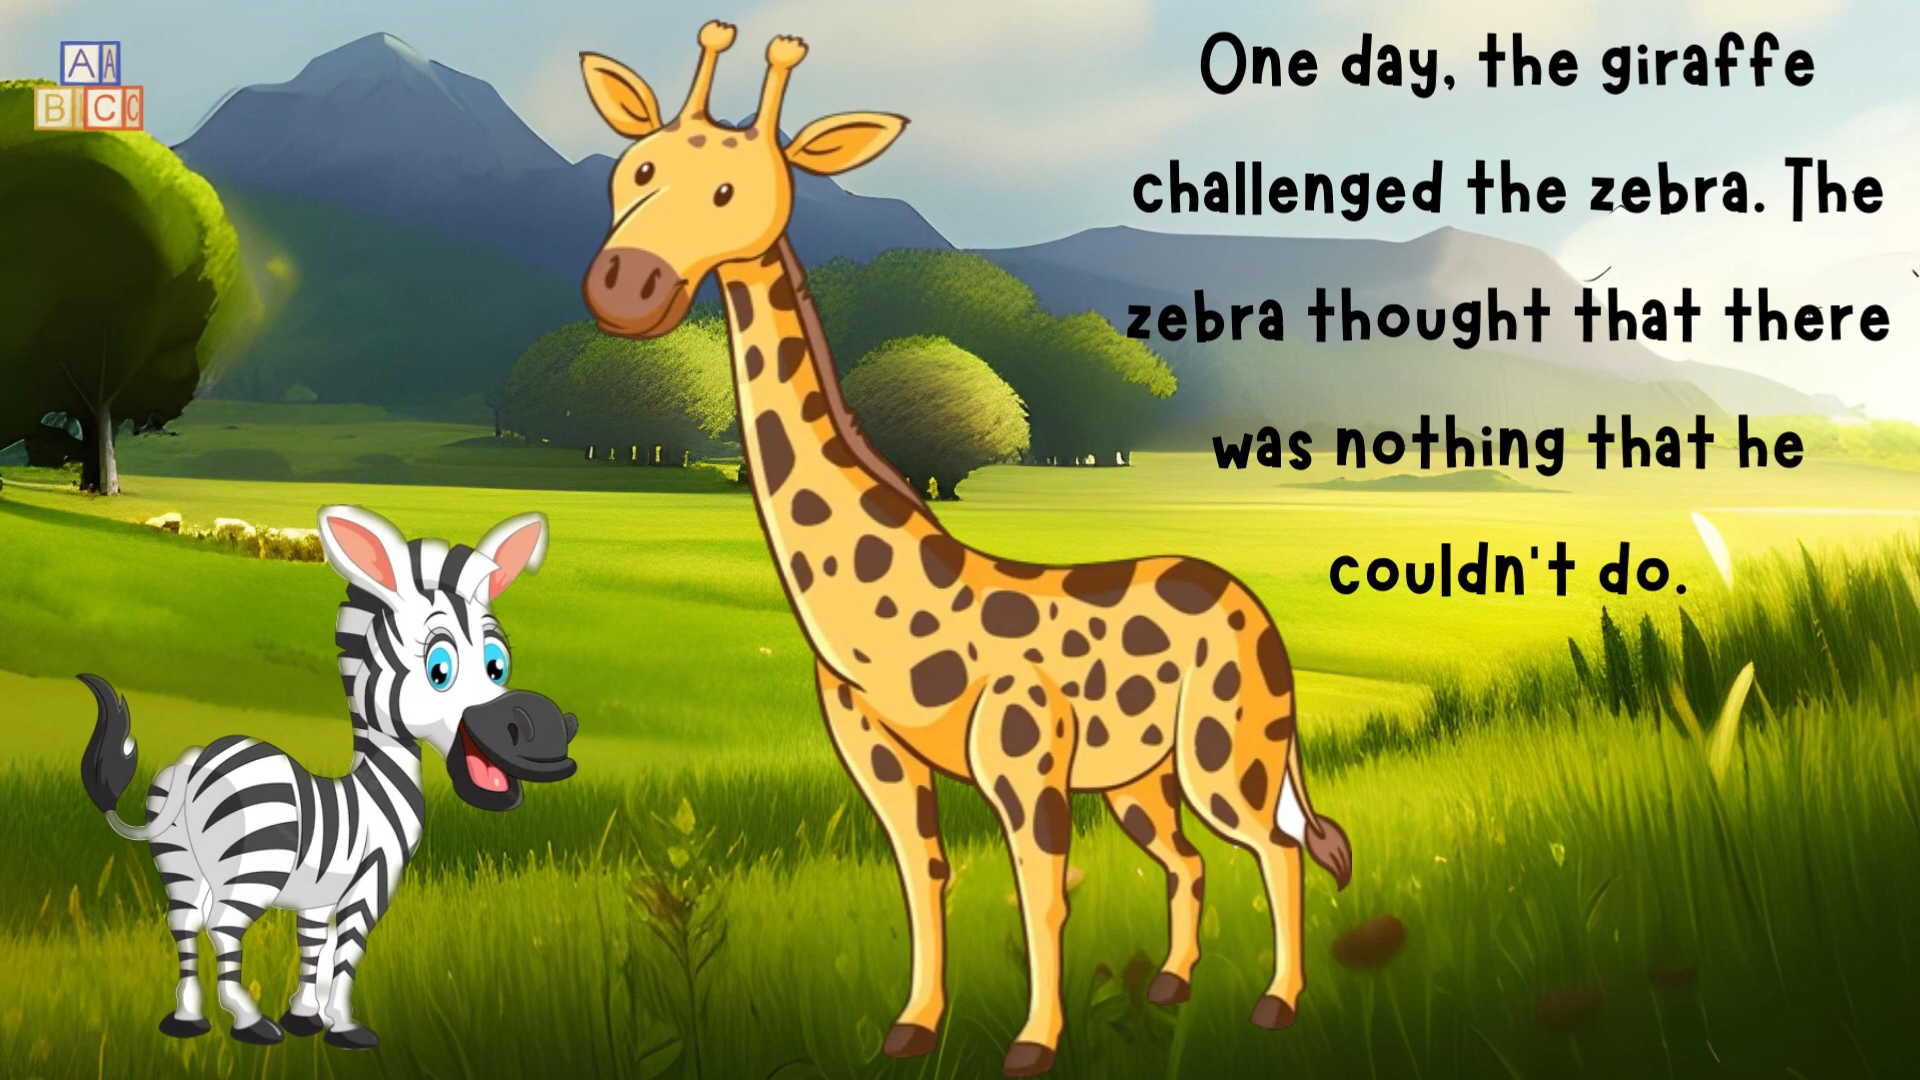 A A
B C C
One day, the giraffe
challenged the zebra. The
zebra thought that there
was nothing that he
couldn't do.